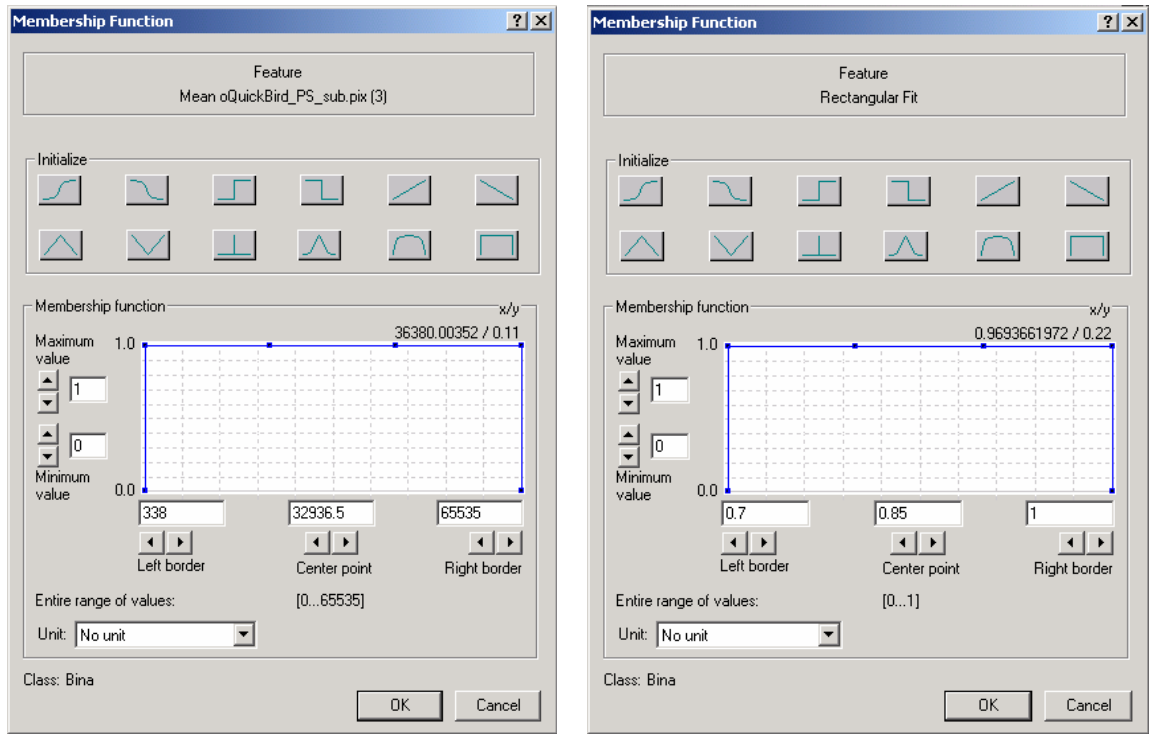 Membership Function
Feature
Mean oQuickBird_PS_sub.pix (3)
Initialize
Membership function
x/y
36380.00352 / 0.11
Maximum
value
1.0
1
0
Minimum
value
0.0
338
32936.5
65535
Left border
Center point
Right border
Entire range of values:
[0...65535]
Unit:
No unit
Class: Bina
OK
Cancel
Membership Function
Feature
Rectangular Fit
Initialize
Membership function
x/y
0.9693661972 / 0.22
Maximum
value
1.0
1
0
Minimum
value
0.0
0.7
0.85
1
Left border
Center point
Right border
Entire range of values:
[0...1]
Unit:
No unit
Class: Bina
OK
Cancel